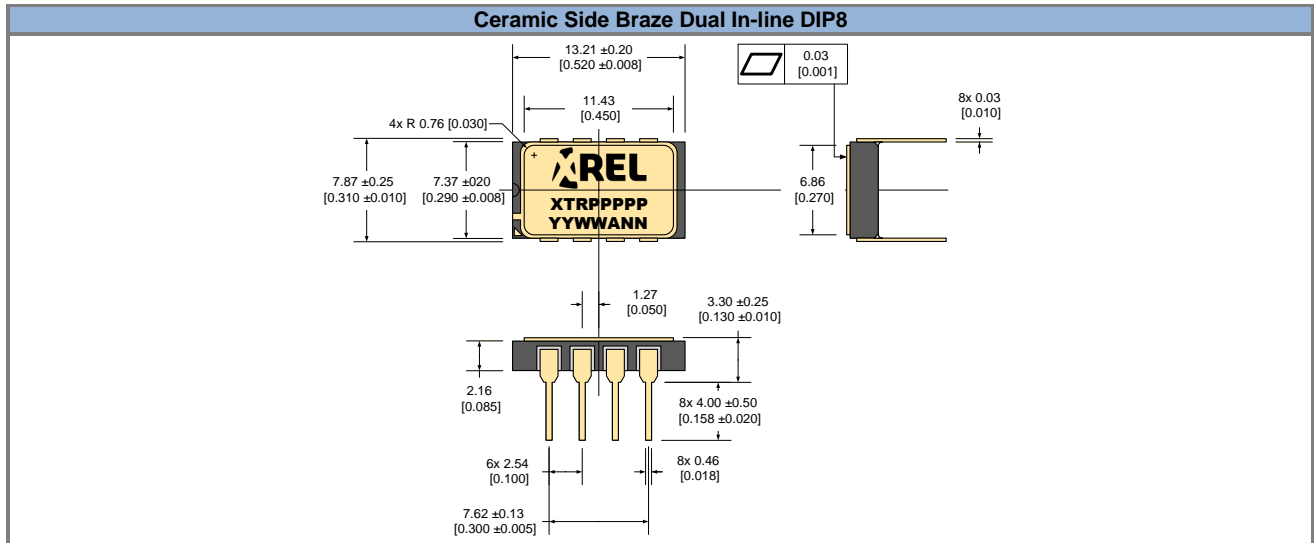 Ceramic Side Braze Dual In-line DIP8
13.21 ±0.20
[0.520 ±0.008]
0.03
[0.001]
11.43
[0.450]
8x 0.03
[0.010]
4x R 0.76 [0.030]
XREL
XTRPPPPP
YYWWANN
7.87 ±0.25
[0.310 ±0.010]
7.37 ±020
[0.290 ±0.008]
6.86
[0.270]
1.27
[0.050]
3.30 ±0.25
[0.130 ±0.010]
2.16
[0.085]
8x 4.00 ±0.50
[0.158 ±0.020]
6x 2.54
[0.100]
8x 0.46
[0.018]
7.62 ±0.13
[0.300 ±0.005]